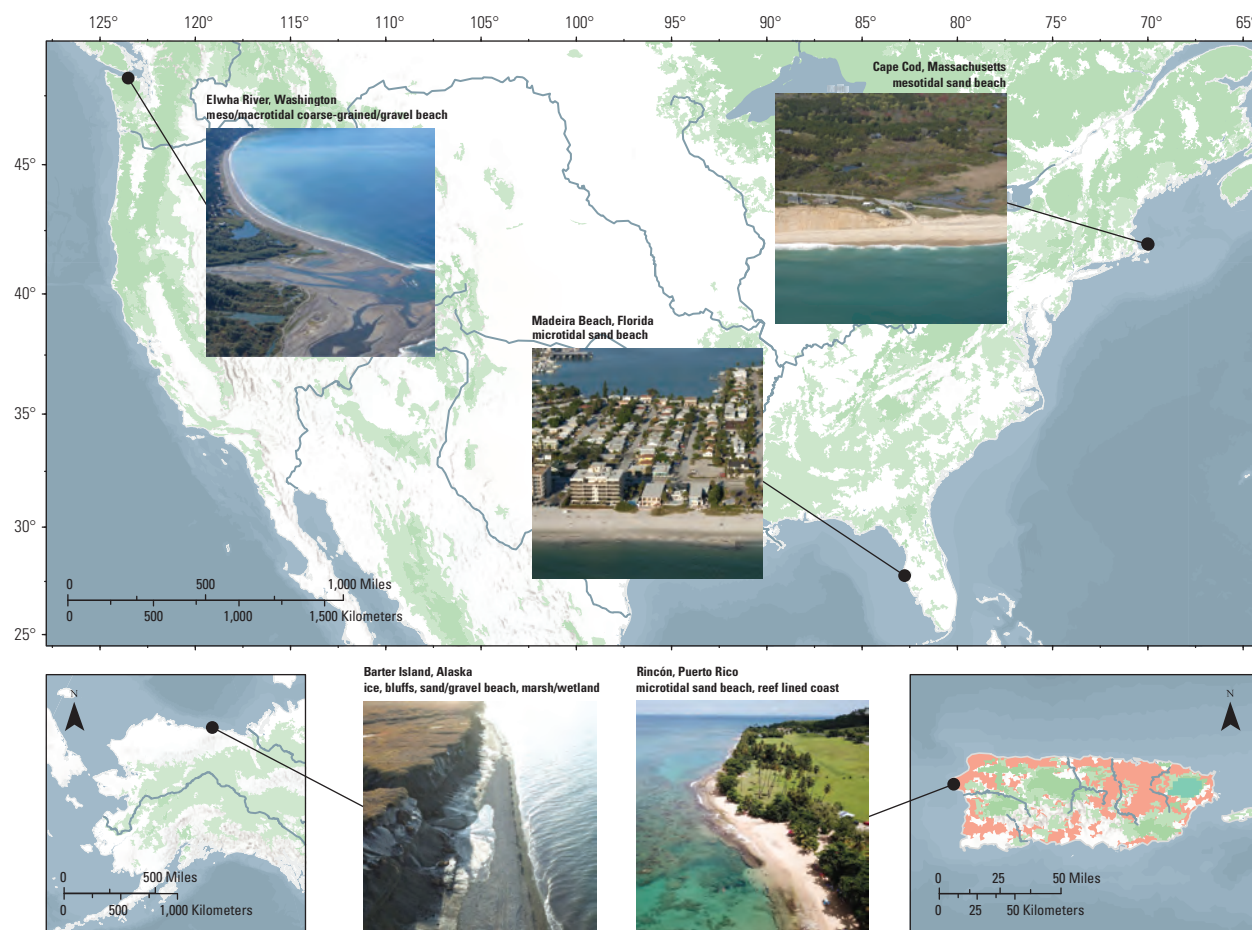 125° 120° 115° 110° 105° 100° 95° 90° 85° 80° 75° 70° 65°
Cape Cod, Massachusetts
mesotidal sand beach
Elwha River, Washington
meso/macrotidal coarse-grained/gravel beach
45°
40°
Madeira Beach, Florida
microtidal sand beach
35°
30°
0 500 1,000 Miles
0 500 1,000 1,500 Kilometers
25°
Barter Island, Alaska
ice, bluffs, sand/gravel beach, marsh/wetland
Rincón, Puerto Rico
microtidal sand beach, reef lined coast
N
N
0 500 Miles
0 500 1,000 Kilometers
0 25 50 Miles
0 25 50 Kilometers